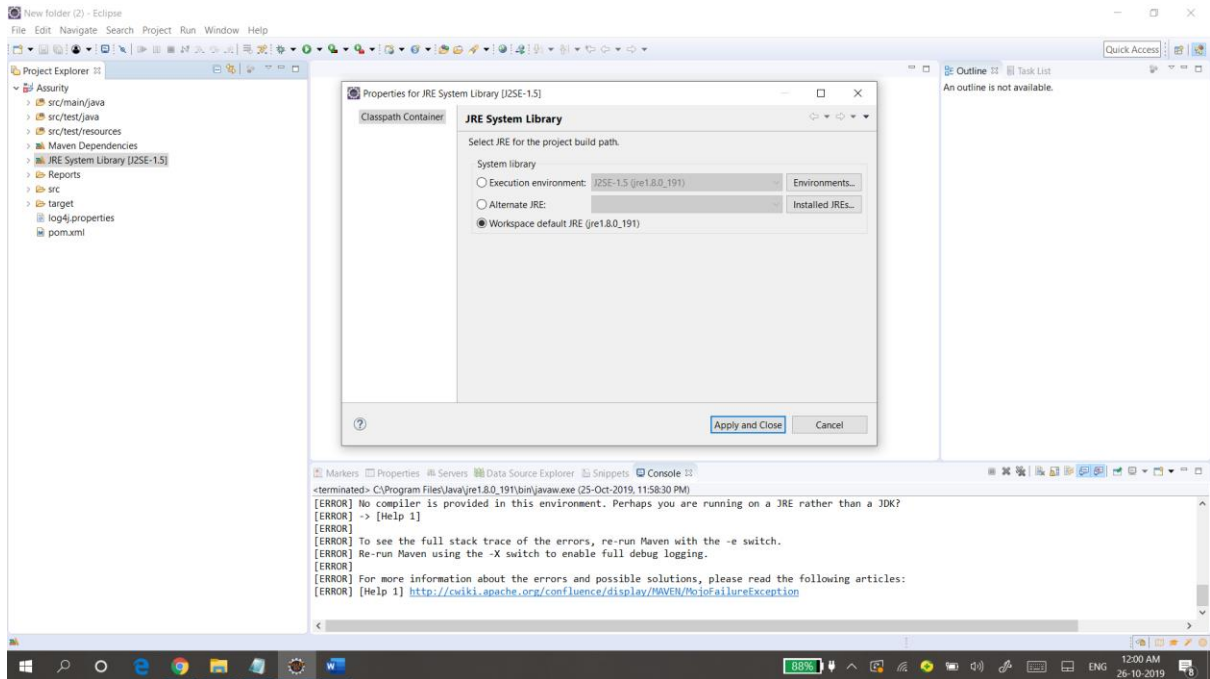 New folder (2) - Eclipse
File Edit Navigate Search Project Run Window Help
Quick Access
Project Explorer
Assurity
src/main/java
src/test/java
src/test/resources
Maven Dependencies
JRE System Library [J2SE-1.5]
Reports
src
target
log4j.properties
pom.xml
Properties for JRE System Library [J2SE-1.5]
Classpath Container
JRE System Library
Select JRE for the project build path.
System library
Execution environment: J2SE-1.5 (jre1.8.0_191) Environments...
Alternate JRE: Installed JREs...
Workspace default JRE (jre1.8.0_191)
Apply and Close Cancel
Outline Task List
An outline is not available.
Markers Properties Servers Data Source Explorer Snippets Console
<terminated> C:\Program Files\Java\jre1.8.0_191\bin\javaw.exe (25-Oct-2019, 11:58:30 PM)
[ERROR] No compiler is provided in this environment. Perhaps you are running on a JRE rather than a JDK?
[ERROR] -> [Help 1]
[ERROR]
[ERROR] To see the full stack trace of the errors, re-run Maven with the -e switch.
[ERROR] Re-run Maven using the -X switch to enable full debug logging.
[ERROR]
[ERROR] For more information about the errors and possible solutions, please read the following articles:
[ERROR] [Help 1] http://cwiki.apache.org/confluence/display/MAVEN/MojoFailureException
88%
ENG
12:00 AM
26-10-2019
8